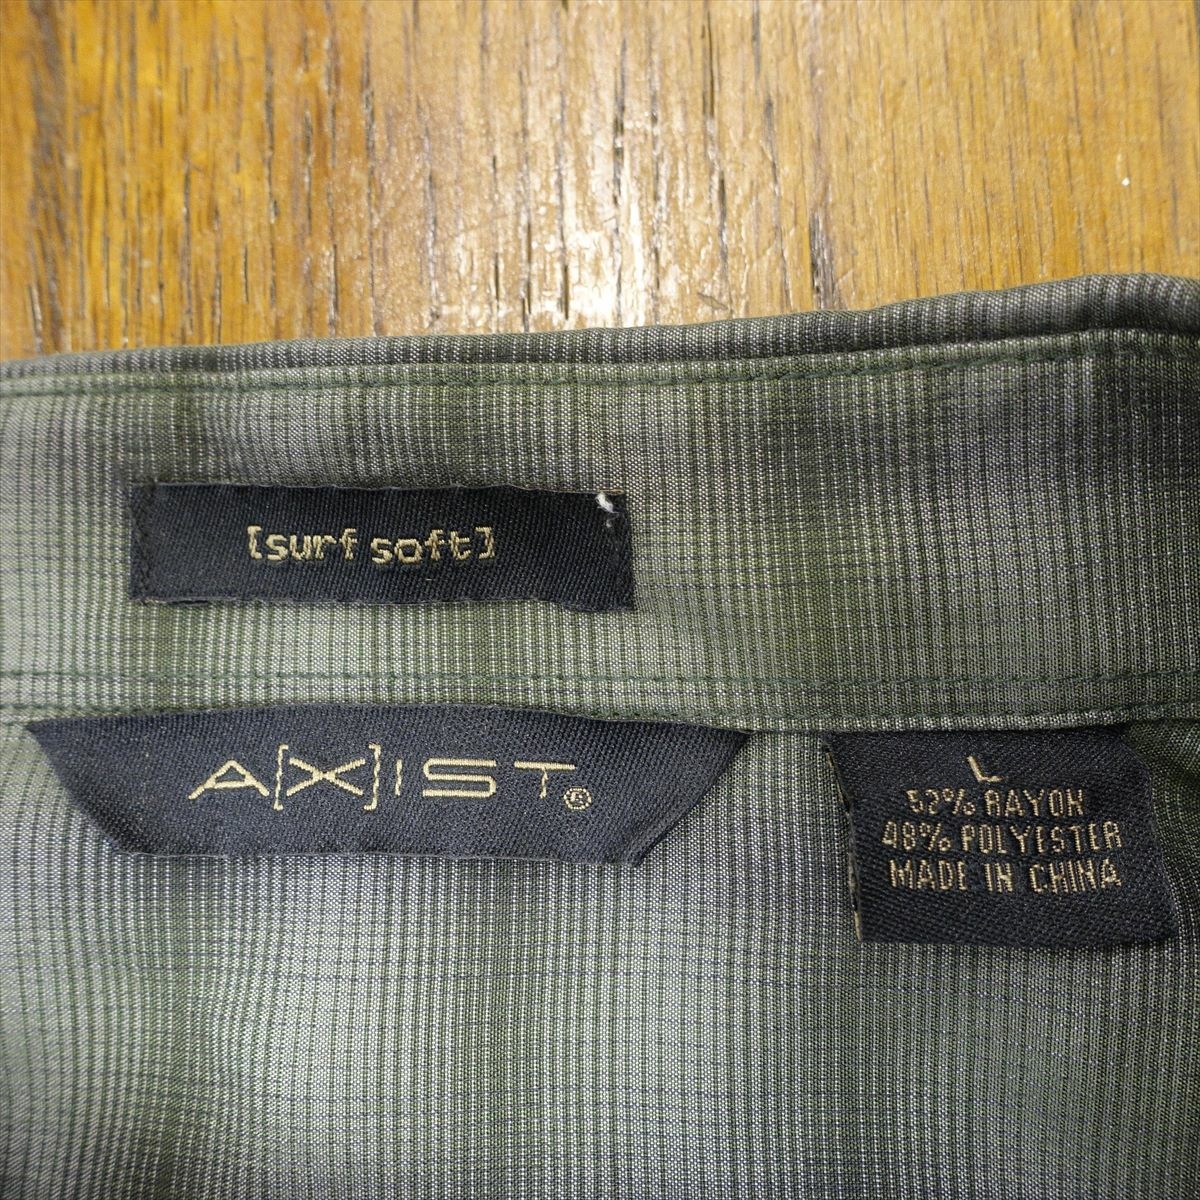 [surf soft]
A[X]IST®
L
52% RAYON
48% POLYESTER
MADE IN CHINA